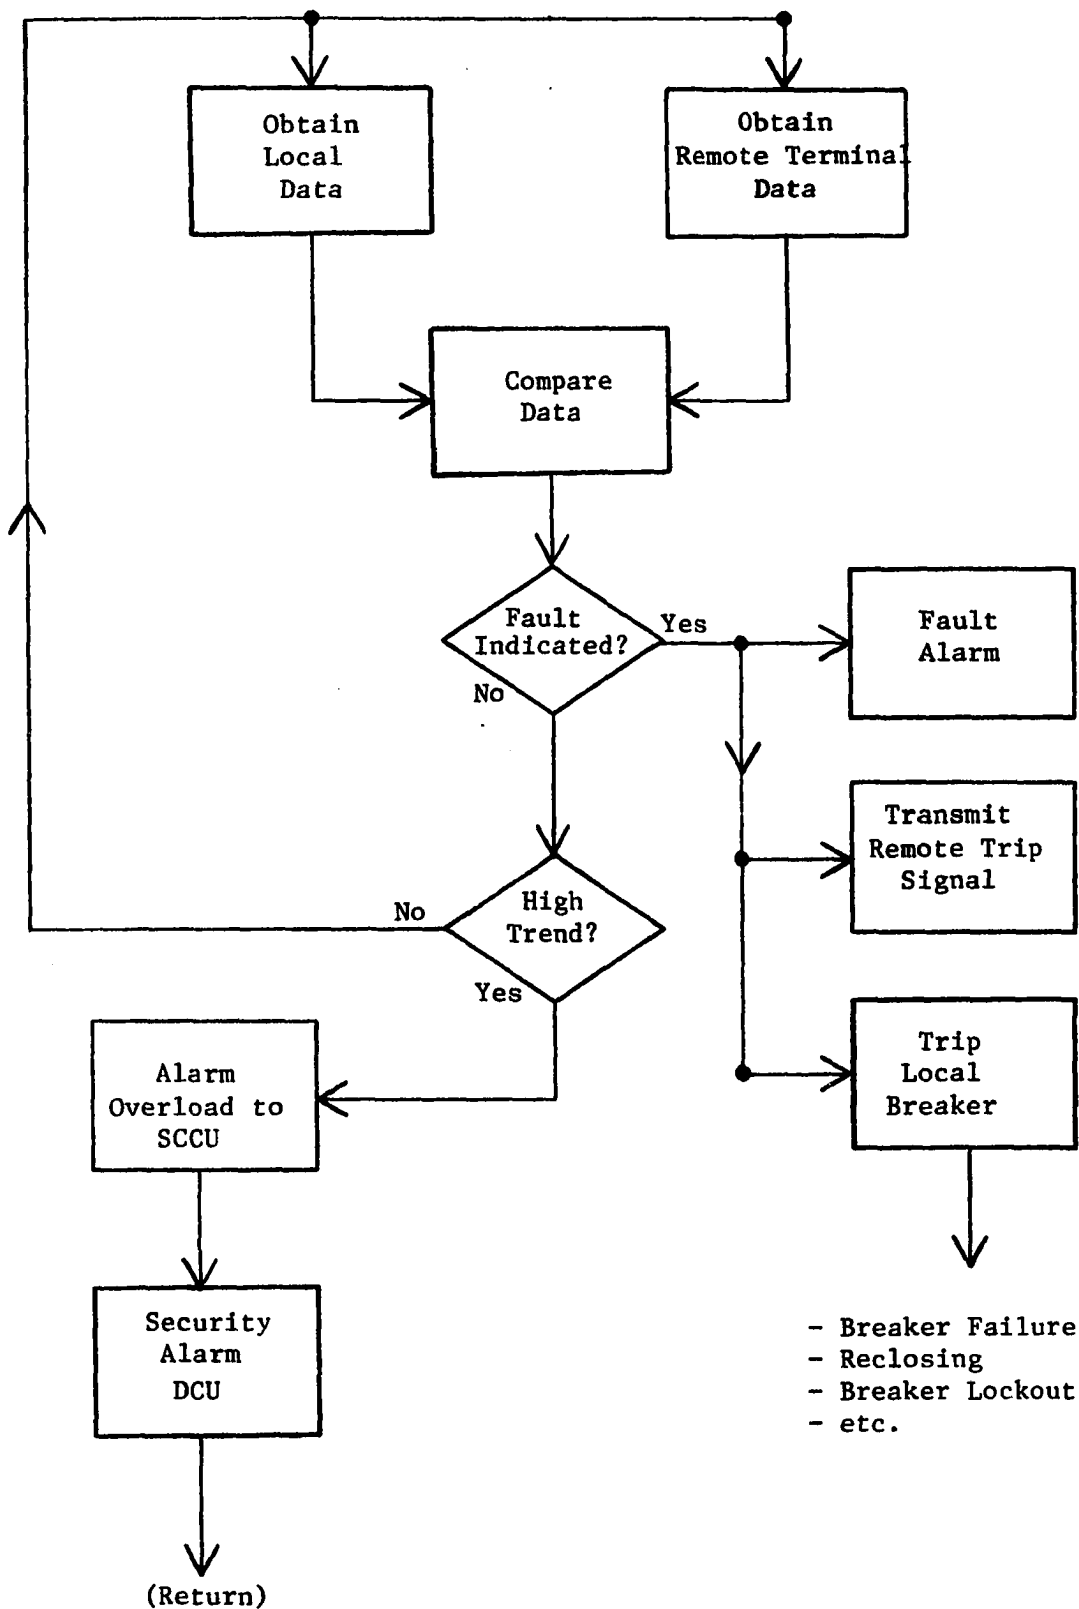 Obtain
Local
Data
Obtain
Remote Terminal
Data
Compare
Data
Fault
Indicated?
Yes
No
Fault
Alarm
Transmit
Remote Trip
Signal
High
Trend?
No
Yes
Trip
Local
Breaker
Alarm
Overload to
SCCU
Security
Alarm
DCU
- Breaker Failure
- Reclosing
- Breaker Lockout
- etc.
(Return)